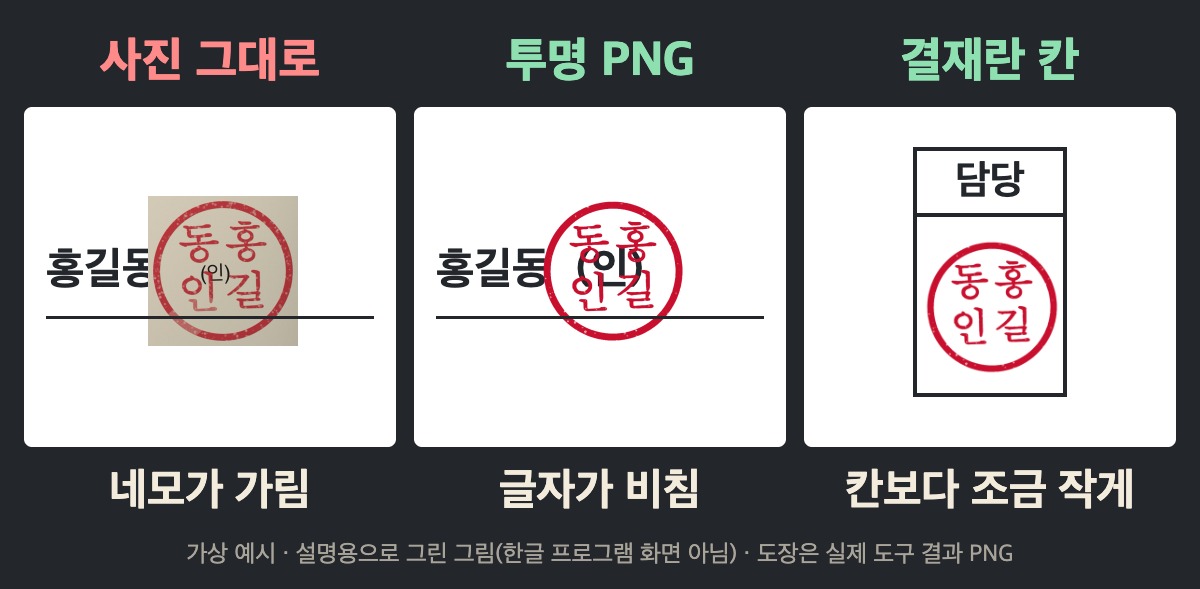 사진 그대로
투명 PNG
결재란 칸
홍길동
동홍
(인)
인길
홍길동 (인)
동홍
인길
담당
동홍
인길
네모가 가림
글자가 비침
칸보다 조금 작게
가상 예시 · 설명용으로 그린 그림(한글 프로그램 화면 아님) · 도장은 실제 도구 결과 PNG